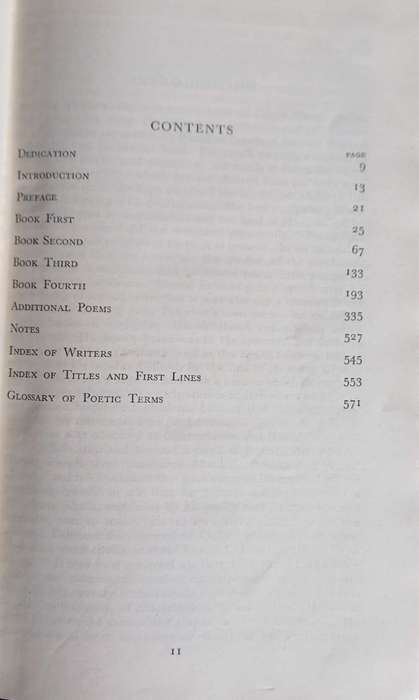 CONTENTS
PAGE
DEDICATION 9
INTRODUCTION 13
PREFACE 21
BOOK FIRST 25
BOOK SECOND 67
BOOK THIRD 133
BOOK FOURTH 193
ADDITIONAL POEMS 335
NOTES 527
INDEX OF WRITERS 545
INDEX OF TITLES AND FIRST LINES 553
GLOSSARY OF POETIC TERMS 571
11